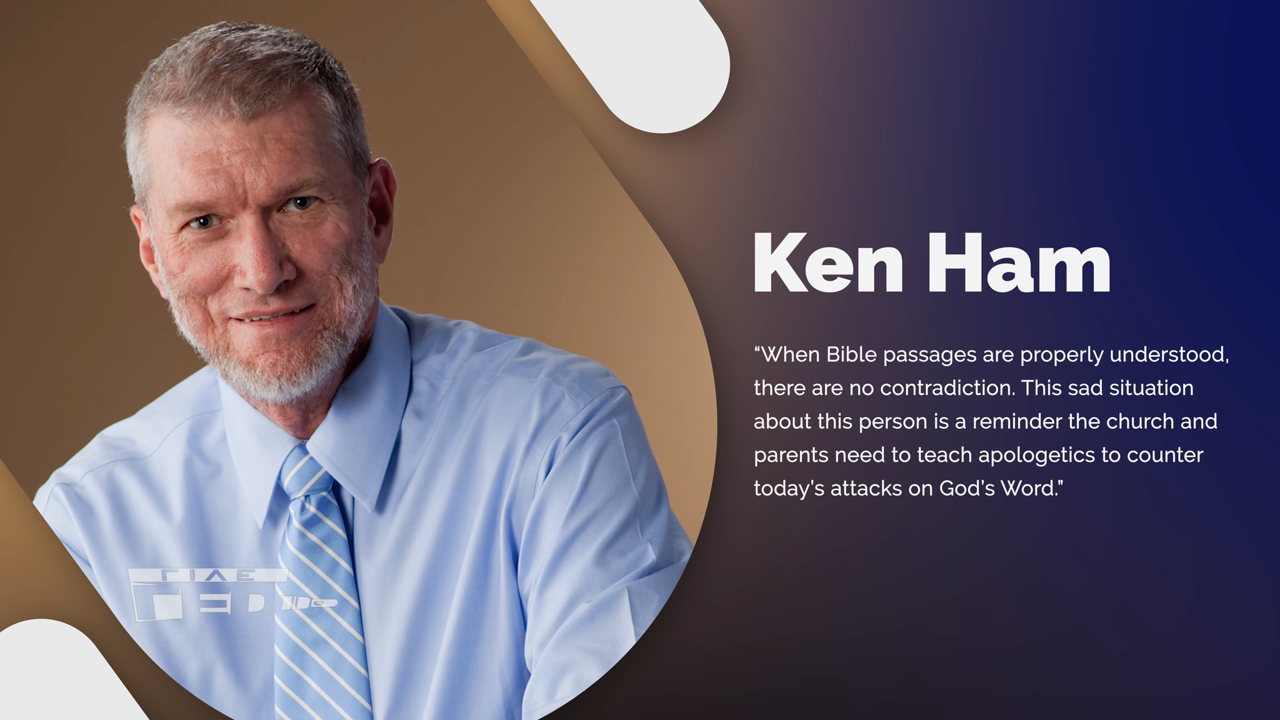 Ken Ham
“When Bible passages are properly understood,
there are no contradiction. This sad situation
about this person is a reminder the church and
parents need to teach apologetics to counter
today’s attacks on God’s Word.”